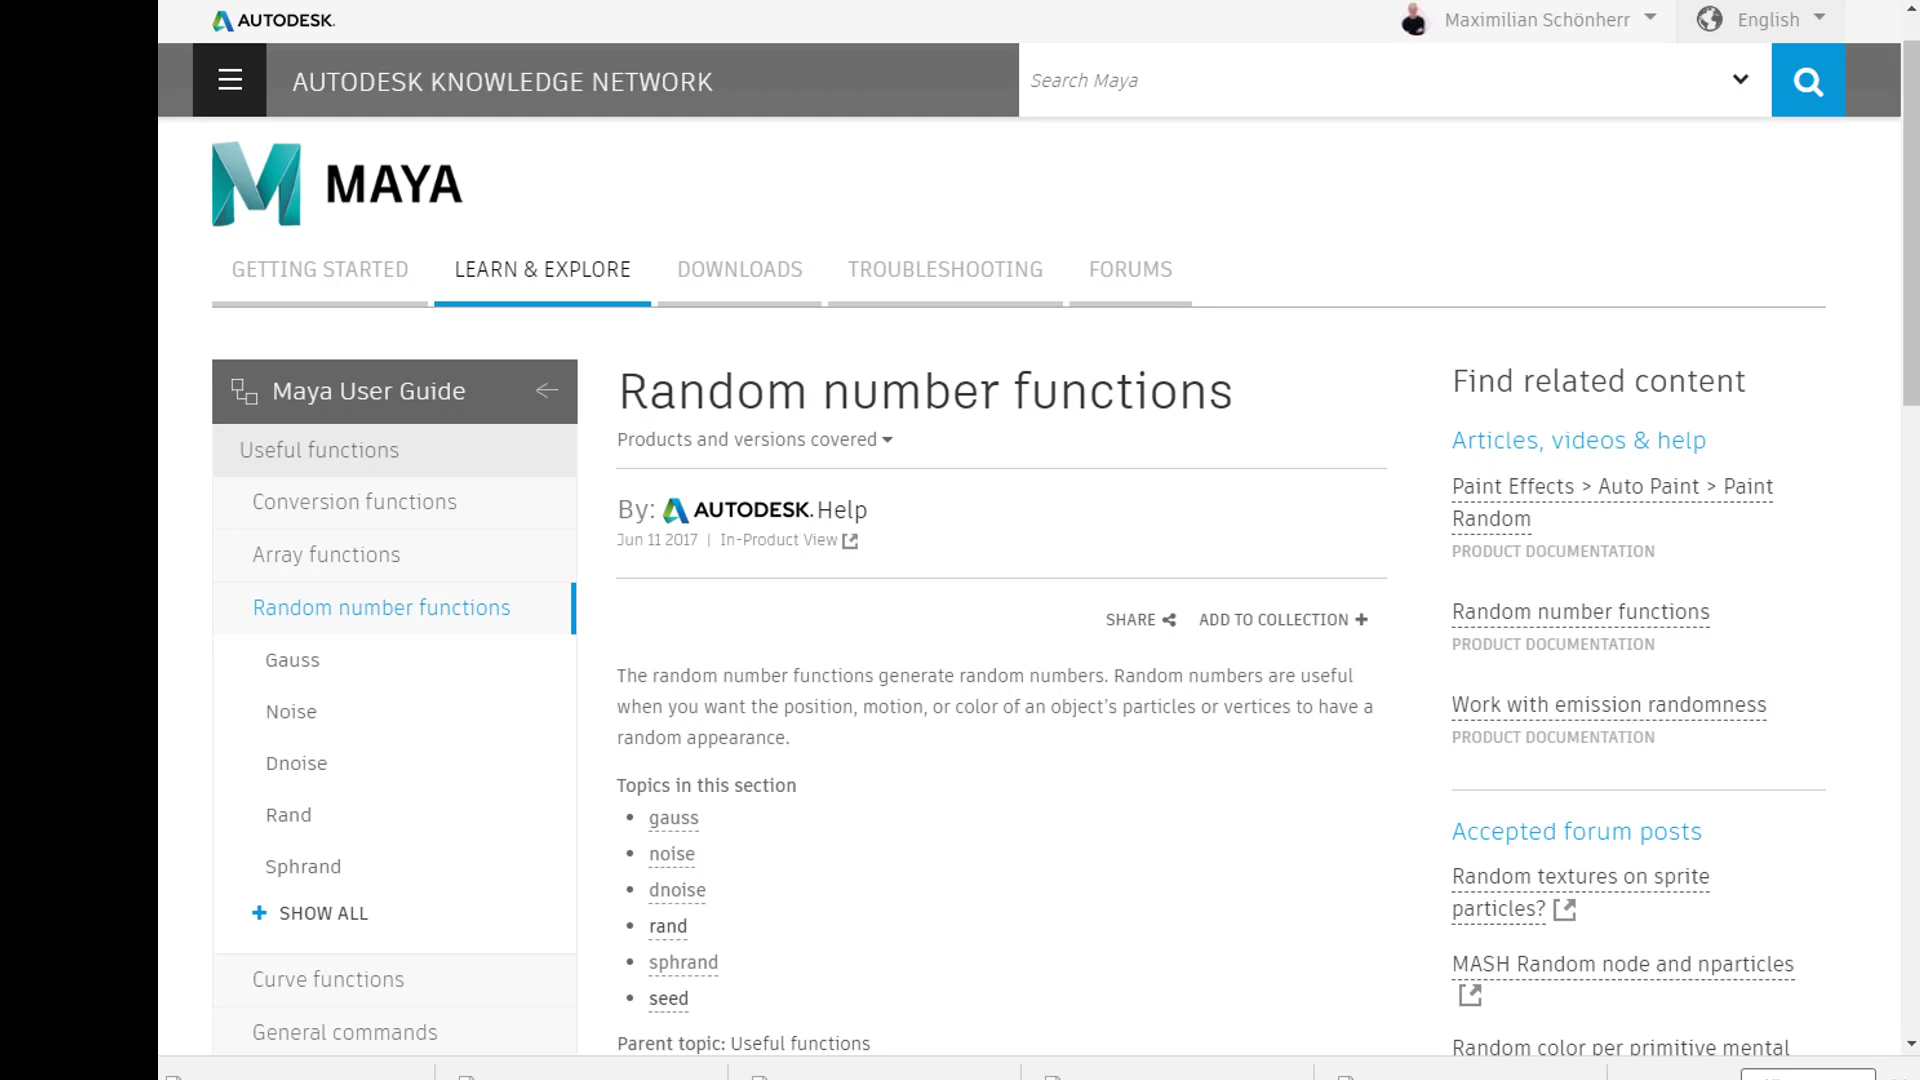 AUTODESK.
Maximilian Schönherr
English
AUTODESK KNOWLEDGE NETWORK
Search Maya
MAYA
GETTING STARTED
LEARN & EXPLORE
DOWNLOADS
TROUBLESHOOTING
FORUMS
Maya User Guide
Useful functions
Conversion functions
Array functions
Random number functions
Gauss
Noise
Dnoise
Rand
Sphrand
+ SHOW ALL
Curve functions
General commands
Random number functions
Products and versions covered
By: AUTODESK. Help
Jun 11 2017 | In-Product View
SHARE
ADD TO COLLECTION +
The random number functions generate random numbers. Random numbers are useful
when you want the position, motion, or color of an object's particles or vertices to have a
random appearance.
Topics in this section
• gauss
• noise
• dnoise
• rand
• sphrand
• seed
Parent topic: Useful functions
Find related content
Articles, videos & help
Paint Effects > Auto Paint > Paint
Random
PRODUCT DOCUMENTATION
Random number functions
PRODUCT DOCUMENTATION
Work with emission randomness
PRODUCT DOCUMENTATION
Accepted forum posts
Random textures on sprite
particles?
MASH Random node and nparticles
Random color per primitive mental